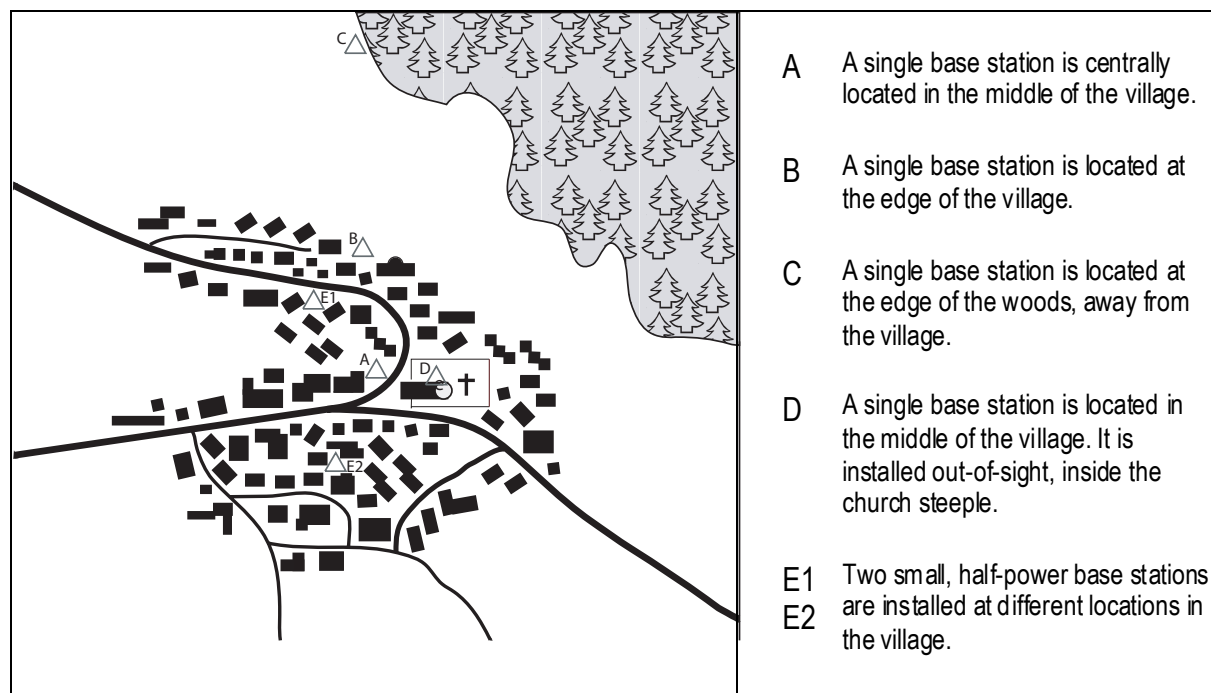 C
B
E1
A
D
E2
A
A single base station is centrally
located in the middle of the village.
B
A single base station is located at
the edge of the village.
C
A single base station is located at
the edge of the woods, away from
the village.
D
A single base station is located in
the middle of the village. It is
installed out-of-sight, inside the
church steeple.
E1
E2
Two small, half-power base stations
are installed at different locations in
the village.